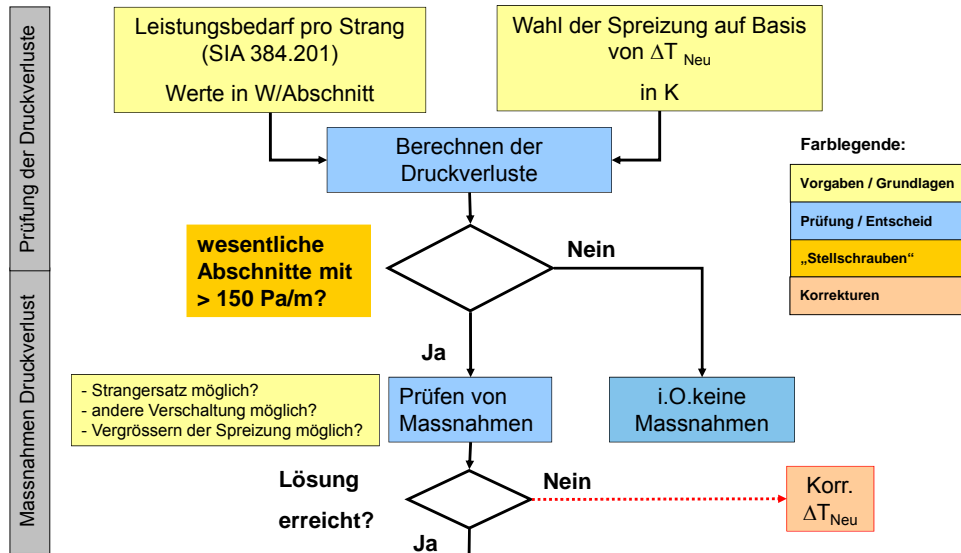 Prüfung der Druckverluste
Leistungsbedarf pro Strang
(SIA 384.201)
Werte in W/Abschnitt
Wahl der Spreizung auf Basis
von ΔT Neu
in K
Berechnen der
Druckverluste
Farblegende:
Vorgaben / Grundlagen
Prüfung / Entscheid
„Stellschrauben“
Korrekturen
wesentliche
Abschnitte mit
> 150 Pa/m?
Nein
Ja
Massnahmen Druckverlust
- Strangersatz möglich?
- andere Verschaltung möglich?
- Vergrössern der Spreizung möglich?
Prüfen von
Massnahmen
i.O.keine
Massnahmen
Lösung
erreicht?
Nein
Korr.
ΔTNeu
Ja